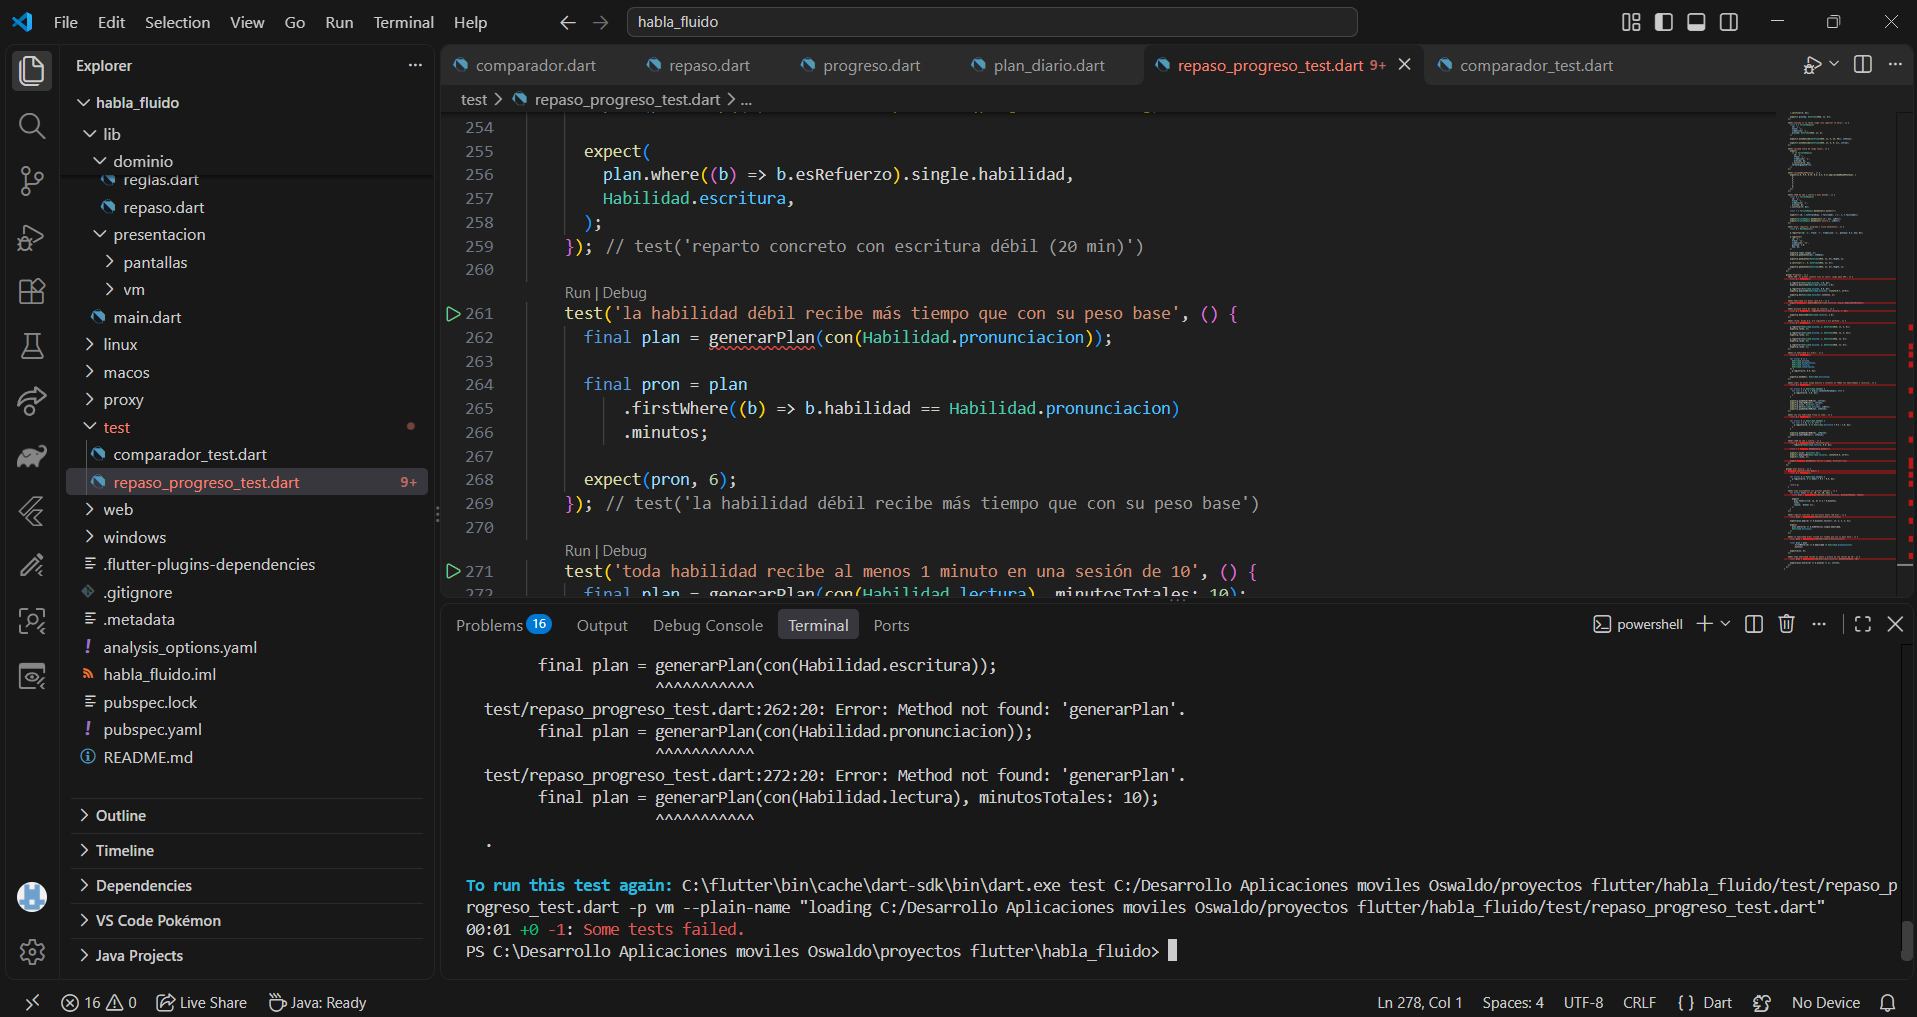 File Edit Selection View Go Run Terminal Help
habla_fluido
Explorer
habla_fluido
lib
dominio
reglas.dart
repaso.dart
presentacion
pantallas
vm
main.dart
linux
macos
proxy
test
comparador_test.dart
repaso_progreso_test.dart 9+
web
windows
.flutter-plugins-dependencies
.gitignore
.metadata
analysis_options.yaml
habla_fluido.iml
pubspec.lock
pubspec.yaml
README.md
Outline
Timeline
Dependencies
VS Code Pokémon
Java Projects
comparador.dart repaso.dart progreso.dart plan_diario.dart repaso_progreso_test.dart 9+ comparador_test.dart
test > repaso_progreso_test.dart > ...
254
255 expect(
256 plan.where((b) => b.esRefuerzo).single.habilidad,
257 Habilidad.escritura,
258 );
259 }); // test('reparto concreto con escritura débil (20 min)')
260
Run | Debug
261 test('la habilidad débil recibe más tiempo que con su peso base', () {
262 final plan = generarPlan(con(Habilidad.pronunciacion));
263
264 final pron = plan
265 .firstWhere((b) => b.habilidad == Habilidad.pronunciacion)
266 .minutos;
267
268 expect(pron, 6);
269 }); // test('la habilidad débil recibe más tiempo que con su peso base')
270
Run | Debug
271 test('toda habilidad recibe al menos 1 minuto en una sesión de 10', () {
272 final plan = generarPlan(con(Habilidad.lectura), minutosTotales: 10);
Problems 16 Output Debug Console Terminal Ports
powershell
final plan = generarPlan(con(Habilidad.escritura));
^^^^^^^^^^^
test/repaso_progreso_test.dart:262:20: Error: Method not found: 'generarPlan'.
final plan = generarPlan(con(Habilidad.pronunciacion));
^^^^^^^^^^^
test/repaso_progreso_test.dart:272:20: Error: Method not found: 'generarPlan'.
final plan = generarPlan(con(Habilidad.lectura), minutosTotales: 10);
^^^^^^^^^^^
.
To run this test again: C:\flutter\bin\cache\dart-sdk\bin\dart.exe test C:/Desarrollo Aplicaciones moviles Oswaldo/proyectos flutter/habla_fluido/test/repaso_p
rogreso_test.dart -p vm --plain-name "loading C:/Desarrollo Aplicaciones moviles Oswaldo/proyectos flutter/habla_fluido/test/repaso_progreso_test.dart"
00:01 +0 -1: Some tests failed.
PS C:\Desarrollo Aplicaciones moviles Oswaldo\proyectos flutter\habla_fluido>
16 0 Live Share Java: Ready
Ln 278, Col 1 Spaces: 4 UTF-8 CRLF { } Dart No Device